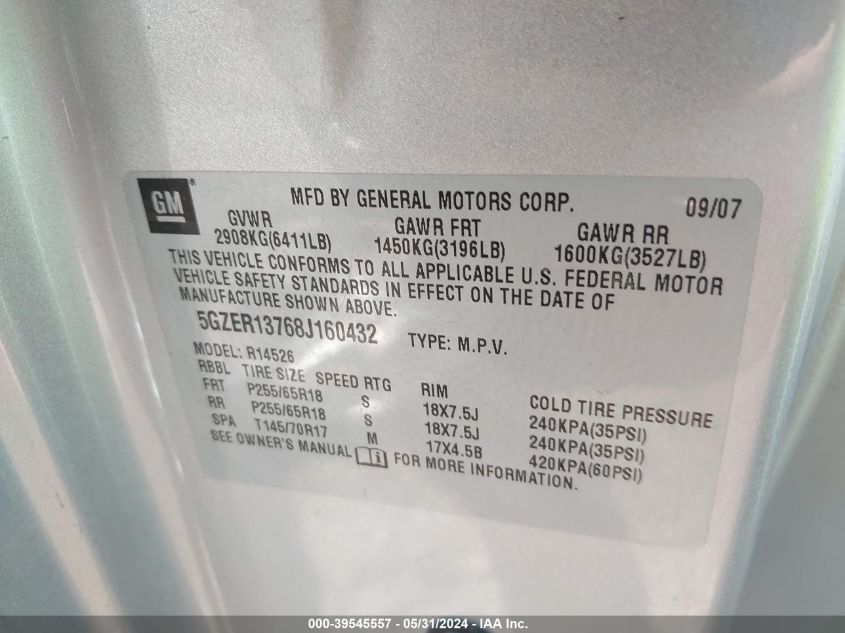 GM ® MFD BY GENERAL MOTORS CORP. 09/07
GVWR GAWR FRT GAWR RR
2908KG(6411LB) 1450KG(3196LB) 1600KG(3527LB)
THIS VEHICLE CONFORMS TO ALL APPLICABLE U.S. FEDERAL MOTOR
VEHICLE SAFETY STANDARDS IN EFFECT ON THE DATE OF
MANUFACTURE SHOWN ABOVE.
5GZER13768J160432 TYPE: M.P.V.
MODEL: R14526
RBBL TIRE SIZE SPEED RTG RIM COLD TIRE PRESSURE
FRT P255/65R18 S 18X7.5J 240KPA(35PSI)
RR P255/65R18 S 18X7.5J 240KPA(35PSI)
SPA T145/70R17 M 17X4.5B 420KPA(60PSI)
SEE OWNER'S MANUAL i FOR MORE INFORMATION.
000-39545557 - 05/31/2024 - IAA Inc.